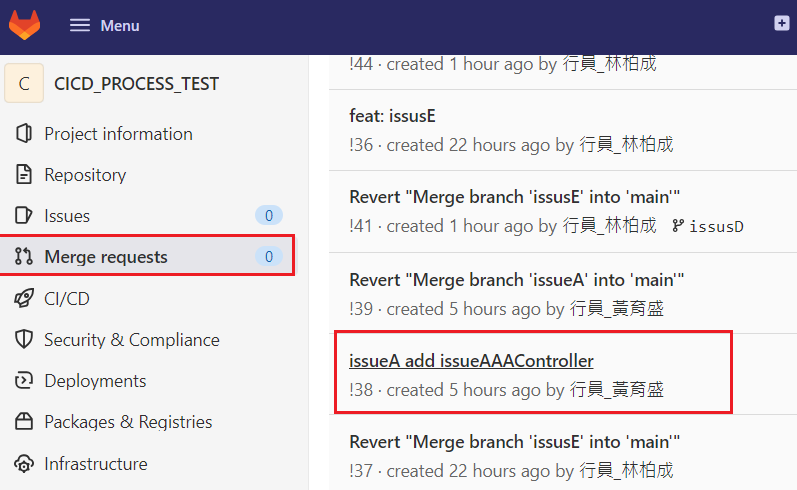 Menu
C CICD_PROCESS_TEST
Project information
Repository
Issues 0
Merge requests 0
CI/CD
Security & Compliance
Deployments
Packages & Registries
Infrastructure
!44 · created 1 hour ago by 行員_林柏成
feat: issusE
!36 · created 22 hours ago by 行員_林柏成
Revert "Merge branch 'issusE' into 'main'"
!41 · created 1 hour ago by 行員_林柏成 issusD
Revert "Merge branch 'issueA' into 'main'"
!39 · created 5 hours ago by 行員_黃育盛
issueA add issueAAAController
!38 · created 5 hours ago by 行員_黃育盛
Revert "Merge branch 'issusE' into 'main'"
!37 · created 22 hours ago by 行員_林柏成